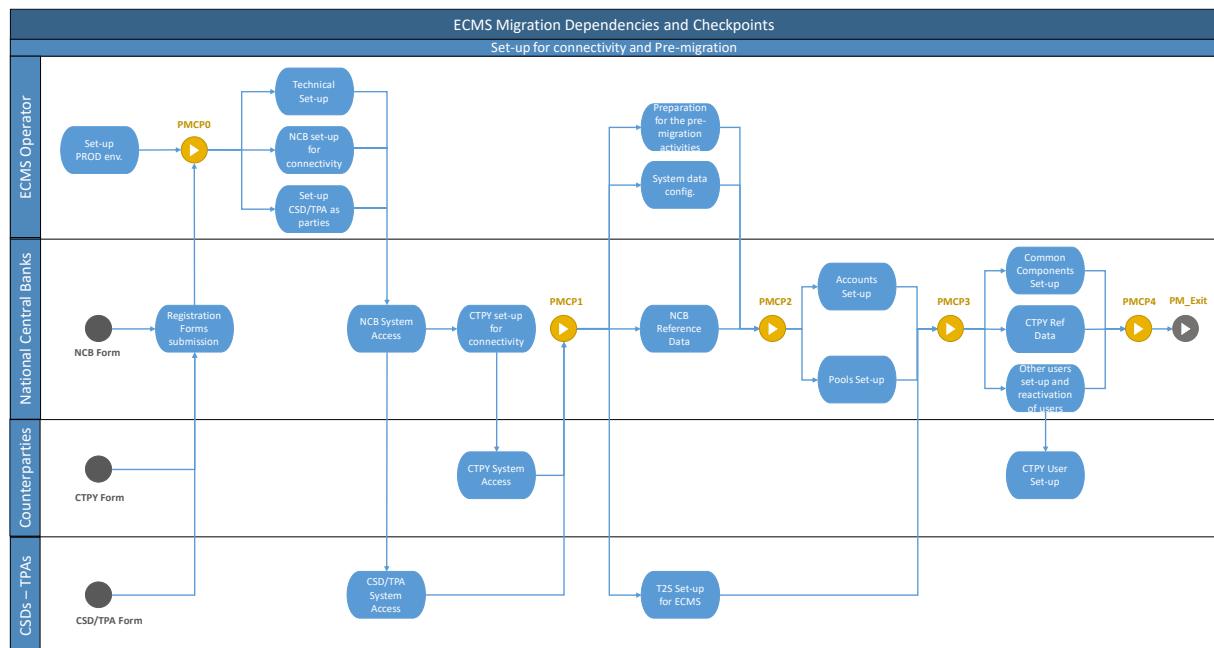 ECMS Migration Dependencies and Checkpoints
Set-up for connectivity and Pre-migration
ECMS Operator
Set-up
PROD env.
PMCP0
Technical
Set-up
NCB set-up
for
connectivity
Set-up
CSD/TPA as
parties
Preparation
for the pre-
migration
activities
System data
config.
National Central Banks
NCB Form
Registration
Forms
submission
NCB System
Access
CTPY set-up
for
connectivity
PMCP1
NCB
Reference
Data
PMCP2
Accounts
Set-up
Pools Set-up
PMCP3
Common
Components
Set-up
CTPY Ref
Data
Other users
set-up and
reactivation
of users
PMCP4
PM_Exit
Counterparties
CTPY Form
CTPY System
Access
CTPY User
Set-up
CSDs – TPAs
CSD/TPA Form
CSD/TPA
System
Access
T2S Set-up
for ECMS